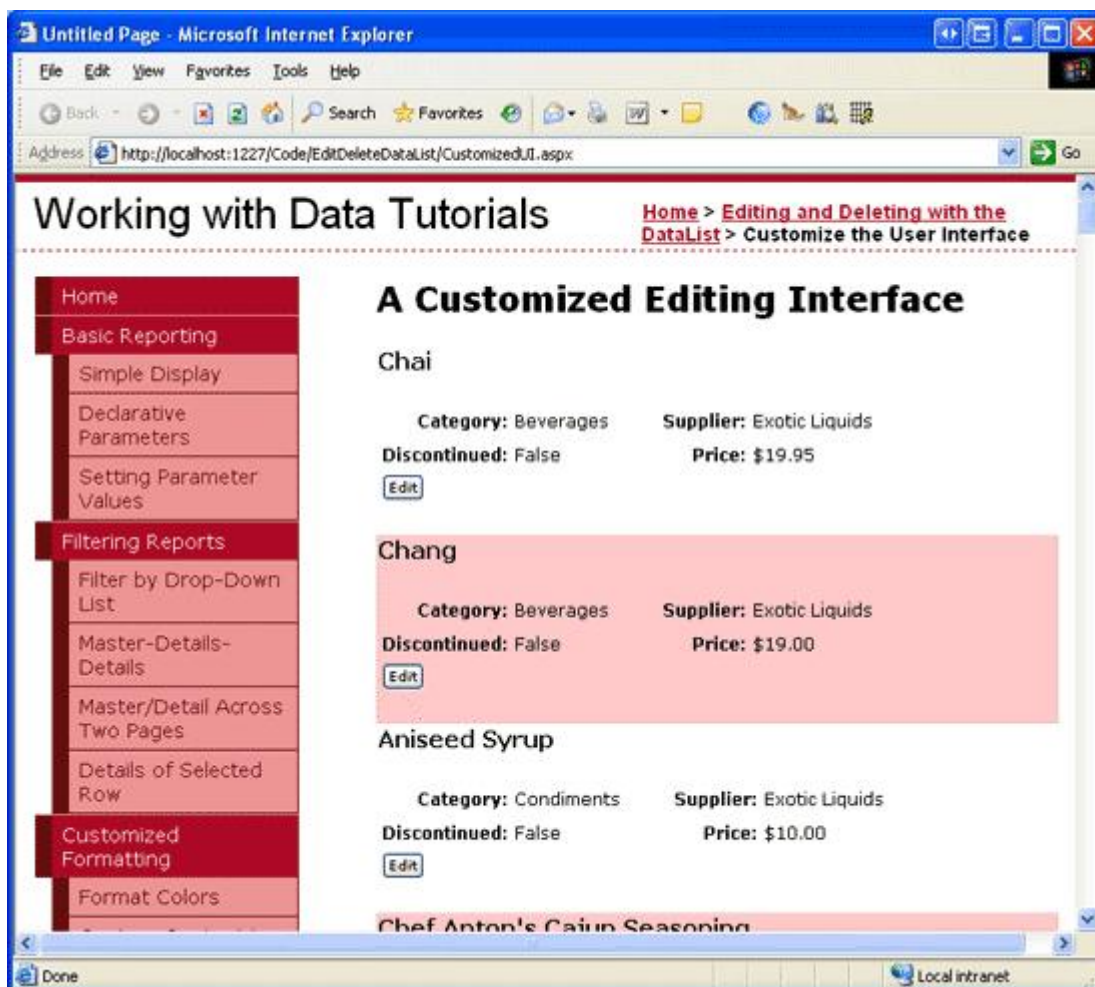 Untitled Page - Microsoft Internet Explorer
File Edit View Favorites Tools Help
Back Search Favorites
Address http://localhost:1227/Code/EditDeleteDataList/CustomizedUI.aspx Go
Working with Data Tutorials
Home > Editing and Deleting with the
DataList > Customize the User Interface
Home
Basic Reporting
Simple Display
Declarative
Parameters
Setting Parameter
Values
Filtering Reports
Filter by Drop-Down
List
Master-Details-
Details
Master/Detail Across
Two Pages
Details of Selected
Row
Customized
Formatting
Format Colors
A Customized Editing Interface
Chai
Category: Beverages Supplier: Exotic Liquids
Discontinued: False Price: $19.95
Edit
Chang
Category: Beverages Supplier: Exotic Liquids
Discontinued: False Price: $19.00
Edit
Aniseed Syrup
Category: Condiments Supplier: Exotic Liquids
Discontinued: False Price: $10.00
Edit
Chef Anton's Cajun Seasoning
Done
Local intranet